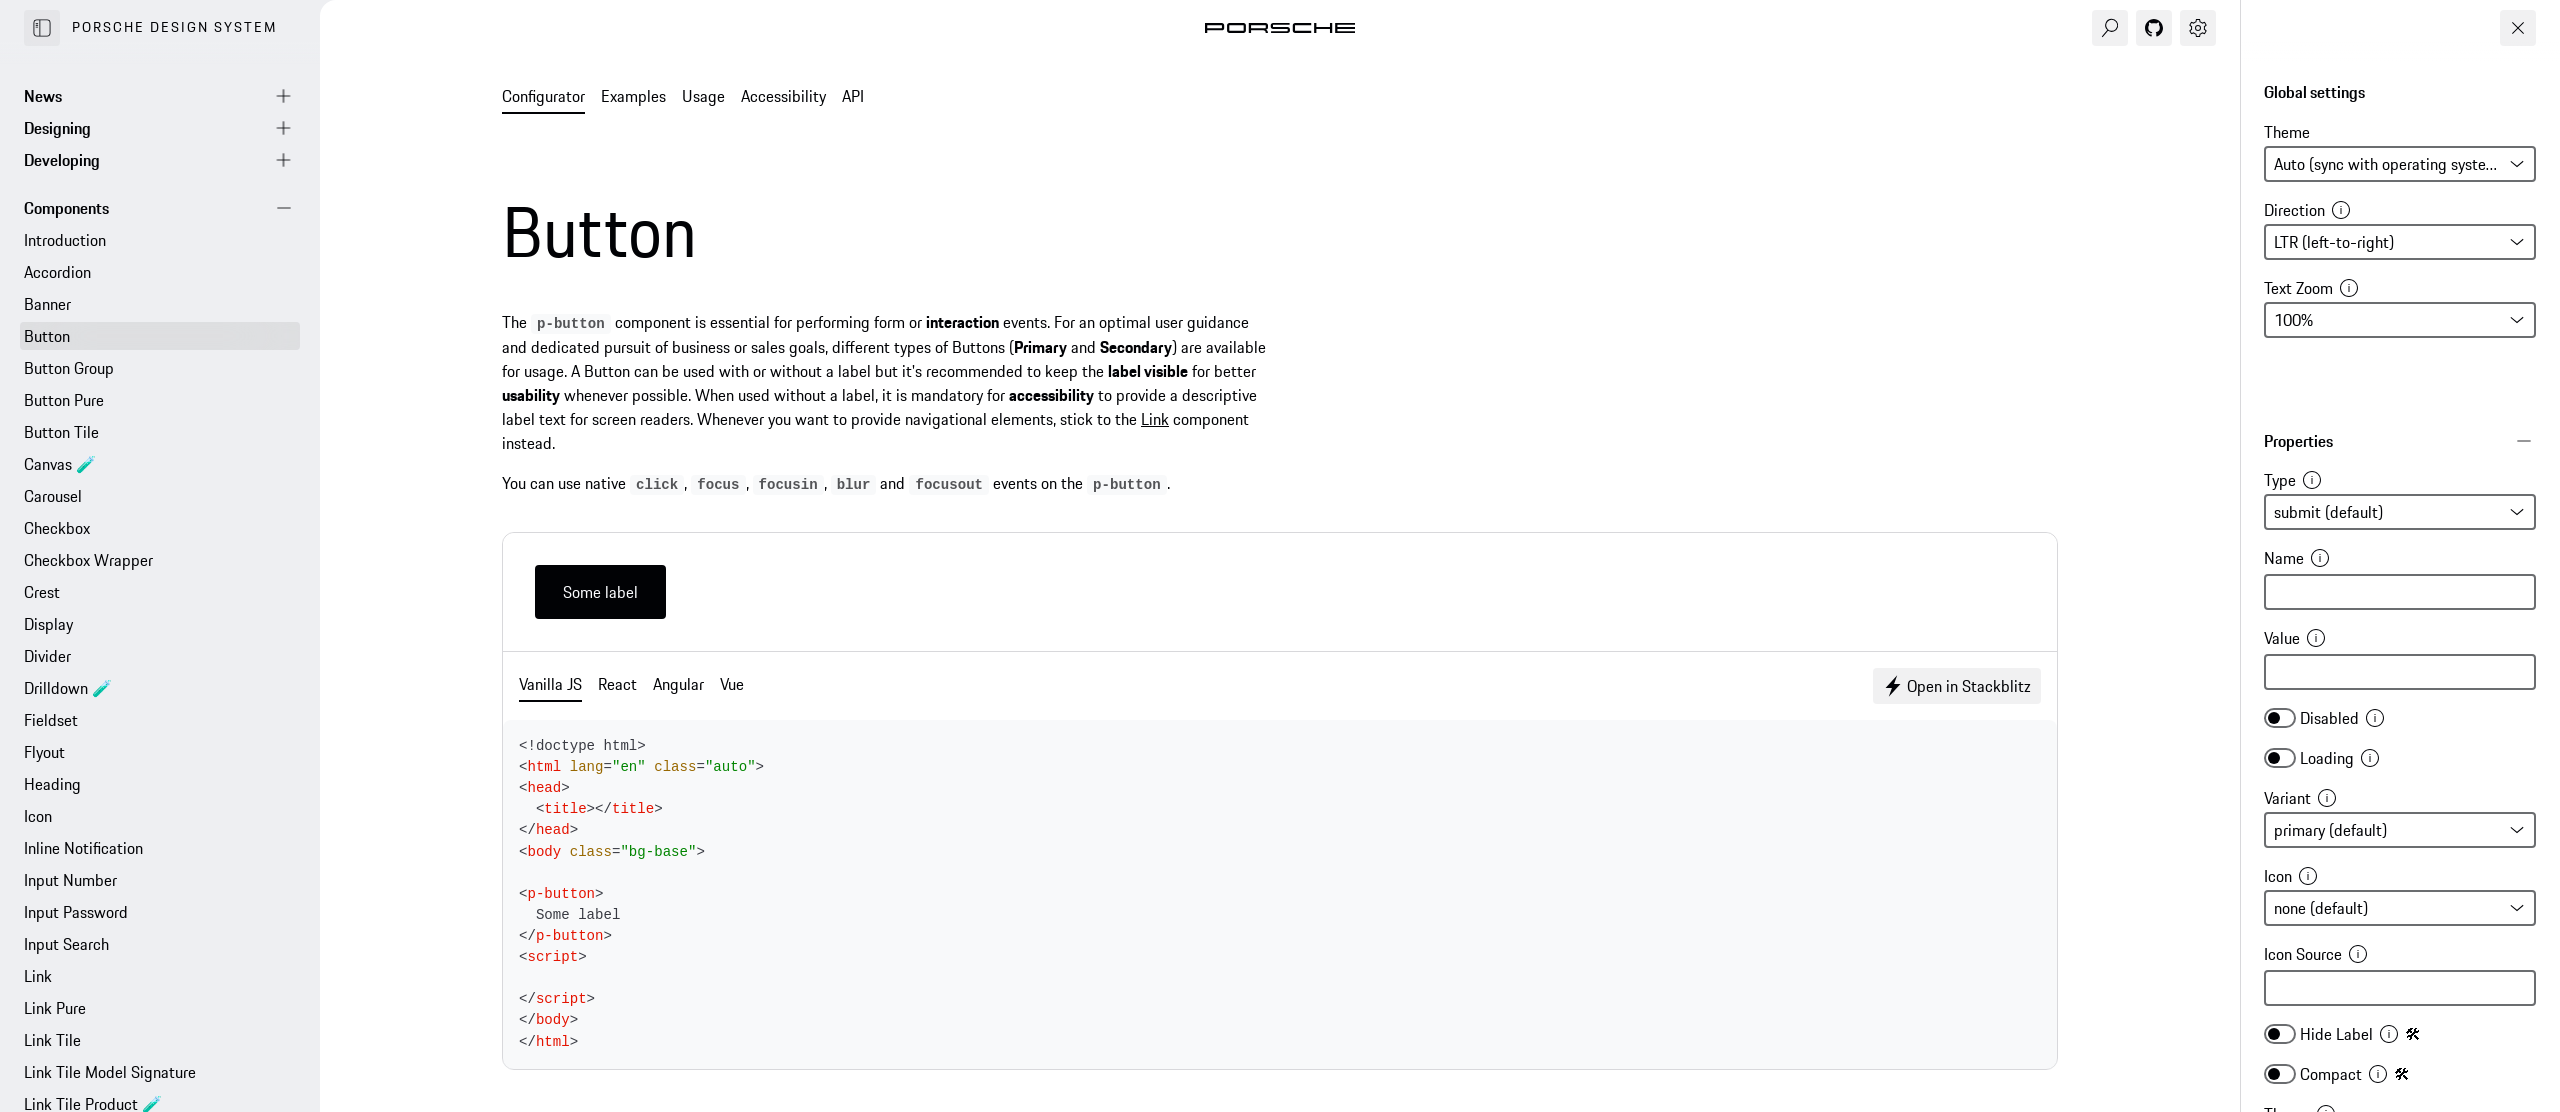 PORSCHE DESIGN SYSTEM
News
Designing
Developing
Components
Introduction
Accordion
Banner
Button
Button Group
Button Pure
Button Tile
Canvas 🧪
Carousel
Checkbox
Checkbox Wrapper
Crest
Display
Divider
Drilldown 🧪
Fieldset
Flyout
Heading
Icon
Inline Notification
Input Number
Input Password
Input Search
Link
Link Pure
Link Tile
Link Tile Model Signature
Link Tile Product 🧪
PORSCHE
Configurator Examples Usage Accessibility API
Button
The p-button component is essential for performing form or interaction events. For an optimal user guidance
and dedicated pursuit of business or sales goals, different types of Buttons (Primary and Secondary) are available
for usage. A Button can be used with or without a label but it's recommended to keep the label visible for better
usability whenever possible. When used without a label, it is mandatory for accessibility to provide a descriptive
label text for screen readers. Whenever you want to provide navigational elements, stick to the Link component
instead.
You can use native click, focus, focusin, blur and focusout events on the p-button.
Some label
Vanilla JS React Angular Vue
Open in Stackblitz
<!doctype html>
<html lang="en" class="auto">
<head>
  <title></title>
</head>
<body class="bg-base">
<p-button>
  Some label
</p-button>
<script>
</script>
</body>
</html>
Global settings
Theme
Auto (sync with operating syste...
Direction
LTR (left-to-right)
Text Zoom
100%
Properties
Type
submit (default)
Name
Value
Disabled
Loading
Variant
primary (default)
Icon
none (default)
Icon Source
Hide Label 🛠
Compact 🛠